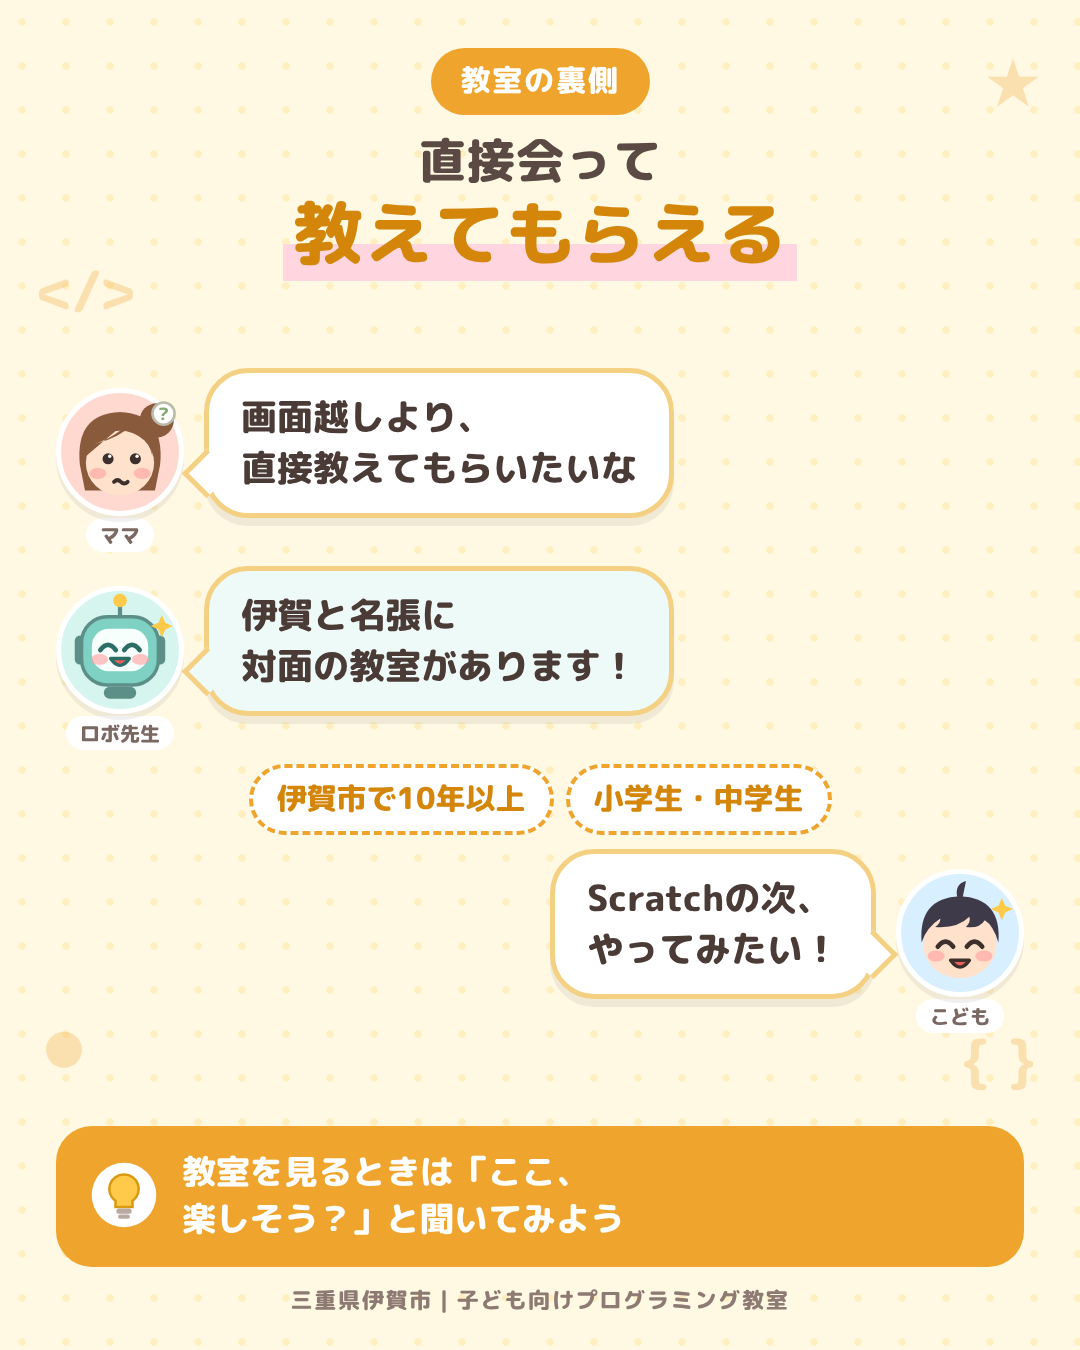 教室の裏側
直接会って
教えてもらえる
</>
?
画面越しより、
直接教えてもらいたいな
ママ
伊賀と名張に
対面の教室があります！
ロボ先生
伊賀市で10年以上
小学生・中学生
Scratchの次、
やってみたい！
こども
{ }
教室を見るときは「ここ、
楽しそう？」と聞いてみよう
三重県伊賀市｜子ども向けプログラミング教室